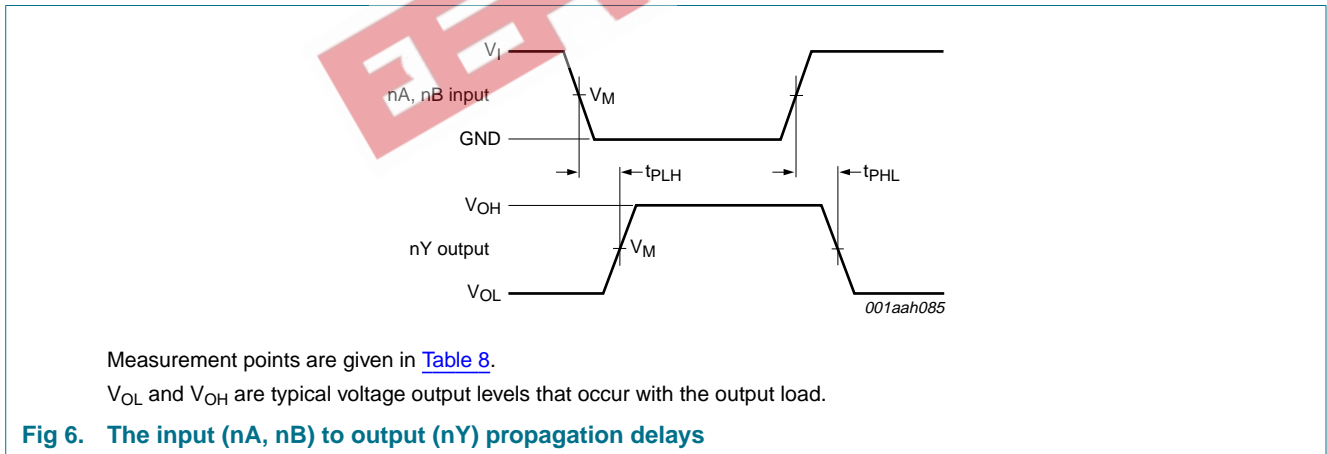 VI
nA, nB input
VM
GND
tPLH
tPHL
VOH
nY output
VM
VOL
001aah085
Measurement points are given in Table 8.
VOL and VOH are typical voltage output levels that occur with the output load.
Fig 6. The input (nA, nB) to output (nY) propagation delays